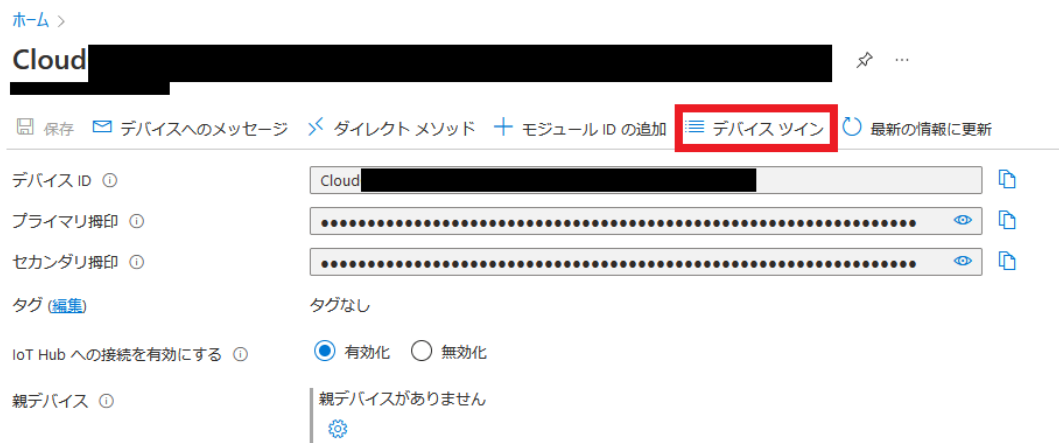 ホーム >
Cloud
保存 デバイスへのメッセージ ダイレクト メソッド モジュール ID の追加 デバイス ツイン 最新の情報に更新
デバイス ID Cloud
プライマリ拇印 ●●●●●●●●●●●●●●●●●●●●●●●●●●●●●●●●●●●●●●●●●●●●●●●●●●●●●●●●●●●●●●●●
セカンダリ拇印 ●●●●●●●●●●●●●●●●●●●●●●●●●●●●●●●●●●●●●●●●●●●●●●●●●●●●●●●●●●●●●●●●
タグ (編集) タグなし
IoT Hub への接続を有効にする 有効化 無効化
親デバイス 親デバイスがありません